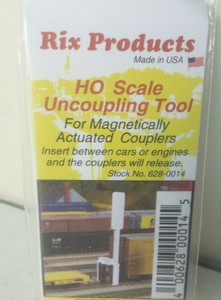 Rix Products
Made in USA
HO Scale
Uncoupling Tool
For Magnetically
Actuated Couplers
Insert between cars or engines
and the couplers will release.
Stock No. 628-0014
4 00628 00014 5